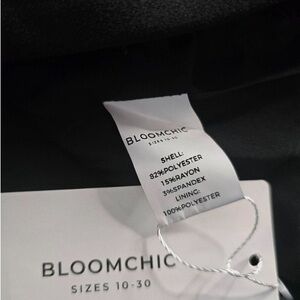 BLOOMCHIC
SIZES 10-30
SHELL:
82%POLYESTER
15%RAYON
3%SPANDEX
LINING:
100%POLYESTER
BLOOMCHIC
SIZES 10-30